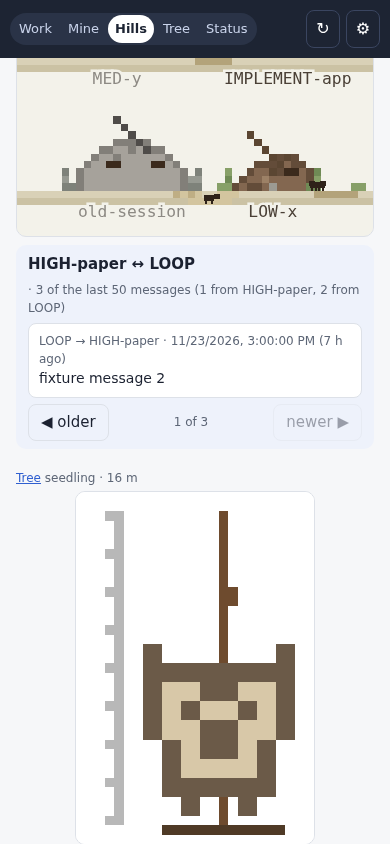 Work Mine Hills Tree Status ↻ ⚙
MED-y IMPLEMENT-app
old-session LOW-x
HIGH-paper ↔ LOOP
· 3 of the last 50 messages (1 from HIGH-paper, 2 from
LOOP)
LOOP → HIGH-paper · 11/23/2026, 3:00:00 PM (7 h
ago)
fixture message 2
◀ older 1 of 3 newer ▶
Tree seedling · 16 m